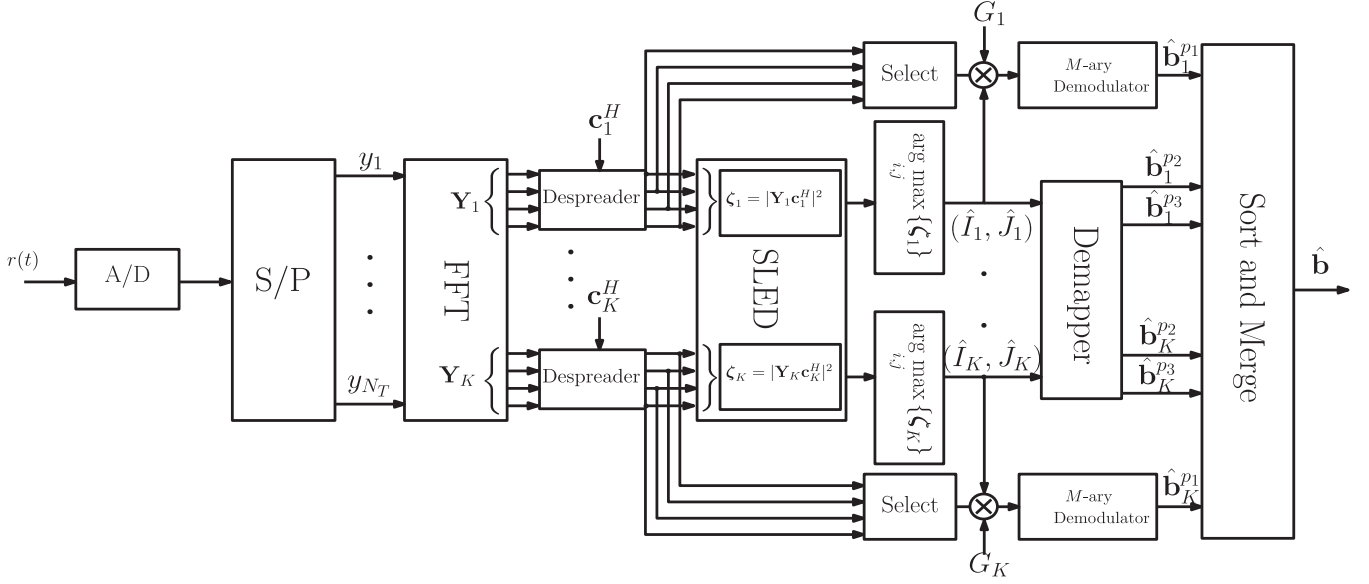 r(t)
A/D
S/P
y_1
y_{N_T}
FFT
Y_1
Y_K
c_1^H
Despreader
c_K^H
Despreader
SLED
ζ_1 = |Y_1 c_1^H|^2
ζ_K = |Y_K c_K^H|^2
Select
arg max {ζ_1}
i,j
arg max {ζ_K}
i,j
Select
G_1
(Î_1, Ĵ_1)
(Î_K, Ĵ_K)
G_K
M-ary
Demodulator
Demapper
M-ary
Demodulator
b̂_1^{p_1}
b̂_1^{p_2}
b̂_1^{p_3}
b̂_K^{p_2}
b̂_K^{p_3}
b̂_K^{p_1}
Sort and Merge
b̂